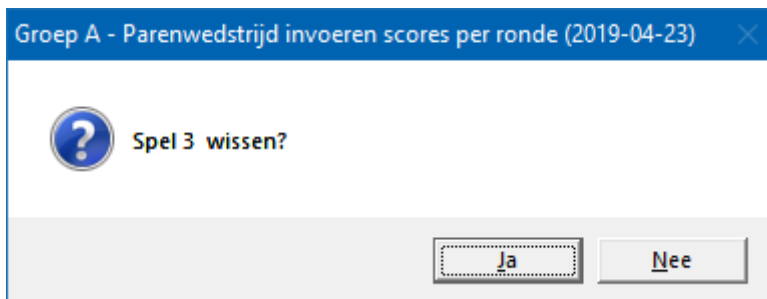 Groep A - Parenwedstrijd invoeren scores per ronde (2019-04-23)
Spel 3  wissen?
Ja
Nee